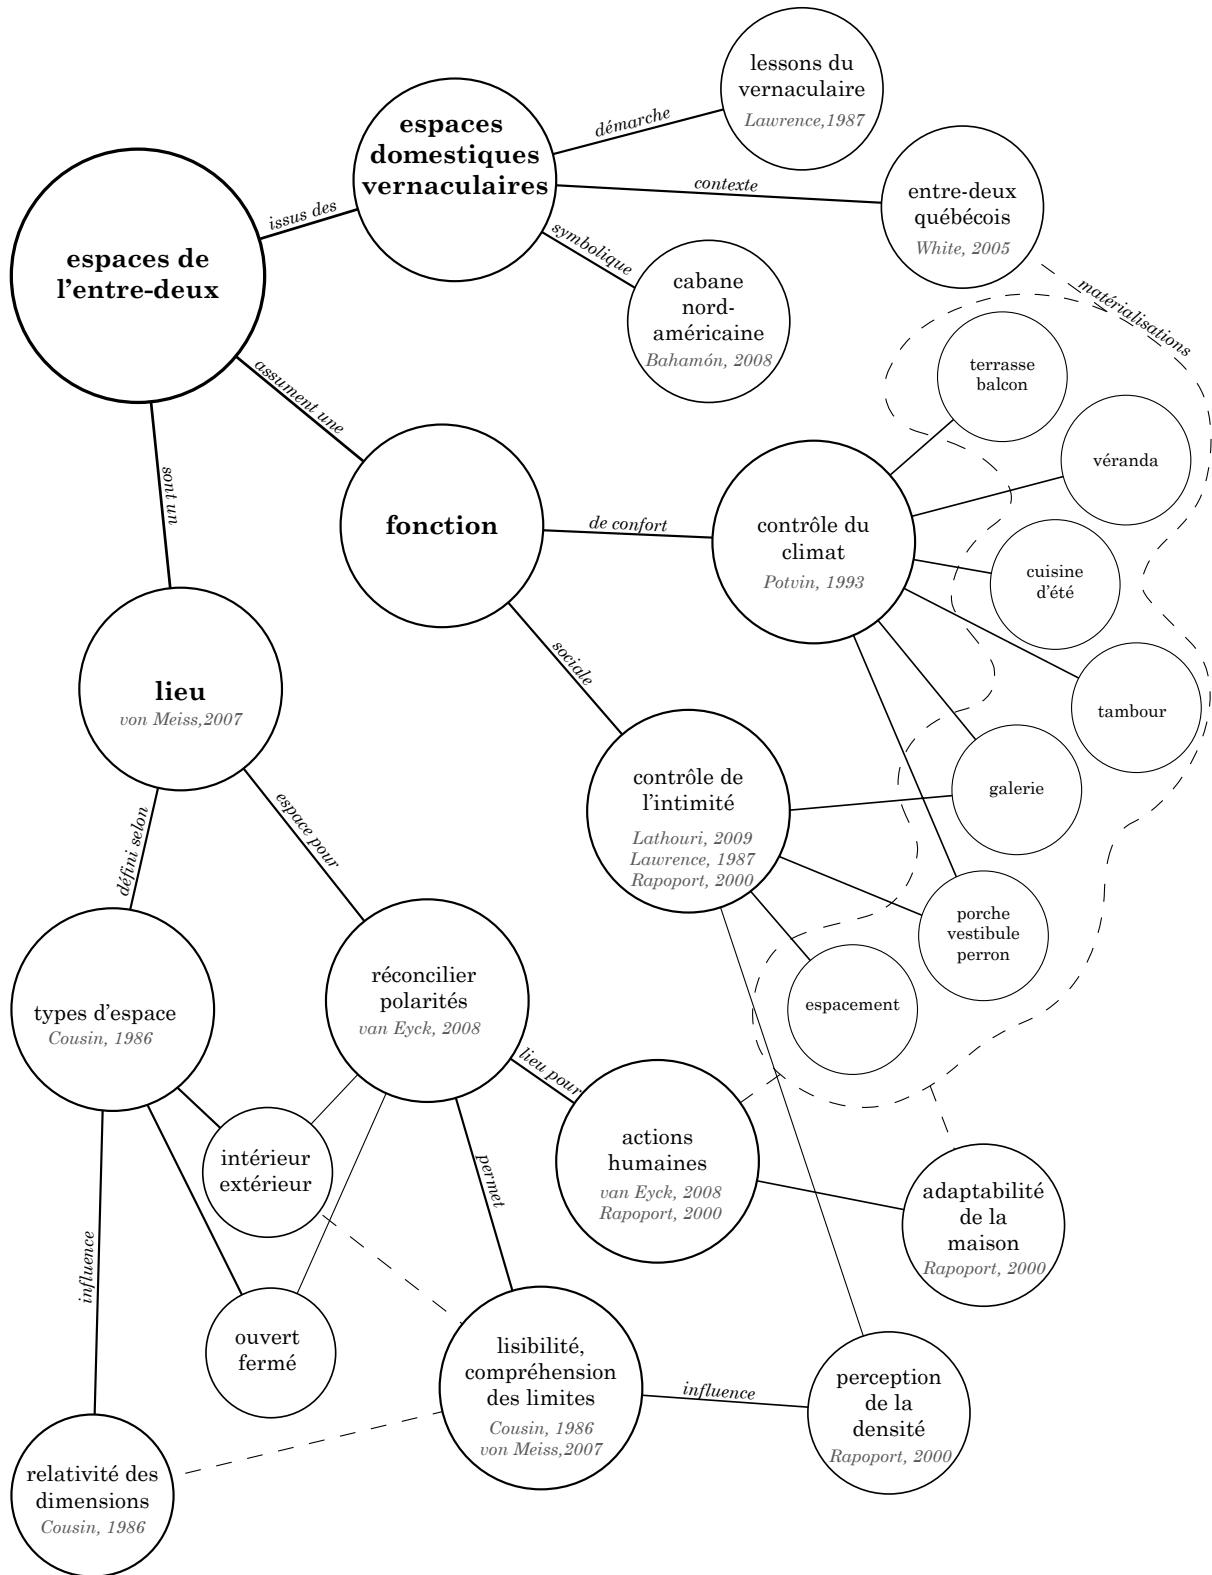 lessons du
vernaculaire
Lawrence,1987
espaces
domestiques
vernaculaires
démarche
contexte
symbolique
entre-deux
québécois
White, 2005
issus des
espaces de
l'entre-deux
cabane
nord-
américaine
Bahamón, 2008
matérialisations
terrasse
balcon
assument une
véranda
sont un
fonction
de confort
contrôle du
climat
Potvin, 1993
cuisine
d'été
sociale
lieu
von Meiss,2007
tambour
contrôle de
l'intimité
Lathouri, 2009
Lawrence, 1987
Rapoport, 2000
galerie
défini selon
espace pour
porche
vestibule
perron
types d'espace
Cousin, 1986
réconcilier
polarités
van Eyck, 2008
espacement
lieu pour
actions
humaines
van Eyck, 2008
Rapoport, 2000
intérieur
extérieur
permet
adaptabilité
de la
maison
Rapoport, 2000
influence
ouvert
fermé
lisibilité,
compréhension
des limites
Cousin, 1986
von Meiss,2007
influence
perception
de la
densité
Rapoport, 2000
relativité des
dimensions
Cousin, 1986